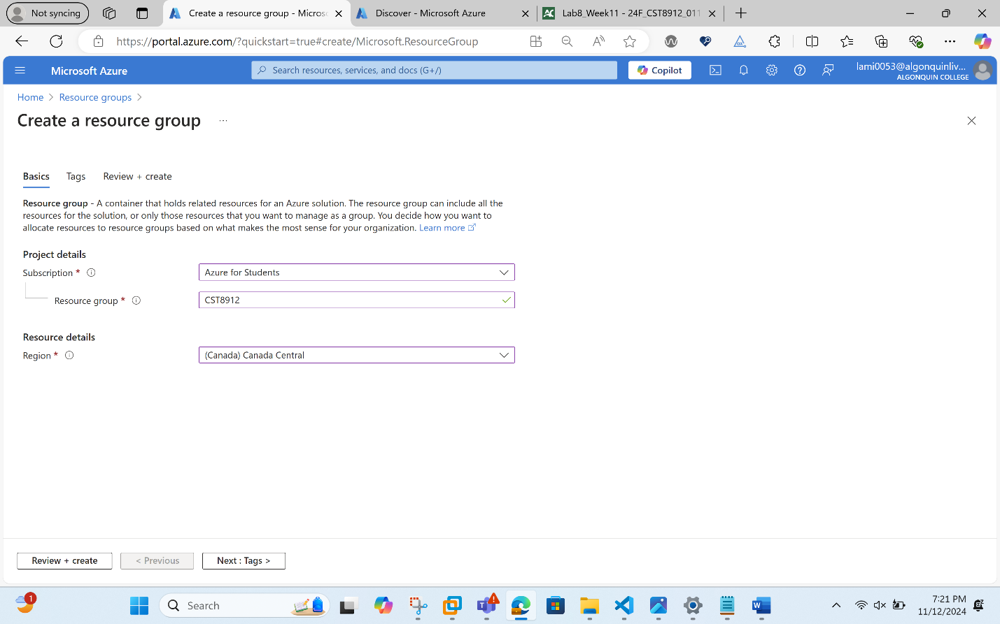 Not syncing
Create a resource group - Micros
Discover - Microsoft Azure
Lab8_Week11 - 24F_CST8912_011
https://portal.azure.com/?quickstart=true#create/Microsoft.ResourceGroup
Microsoft Azure
Search resources, services, and docs (G+/)
Copilot
lami0053@algonquinliv...
ALGONQUIN COLLEGE
Home > Resource groups >
Create a resource group ...
Basics Tags Review + create
Resource group - A container that holds related resources for an Azure solution. The resource group can include all the
resources for the solution, or only those resources that you want to manage as a group. You decide how you want to
allocate resources to resource groups based on what makes the most sense for your organization. Learn more
Project details
Subscription * Azure for Students
Resource group * CST8912
Resource details
Region * (Canada) Canada Central
Review + create < Previous Next : Tags >
1
Search
7:21 PM
11/12/2024